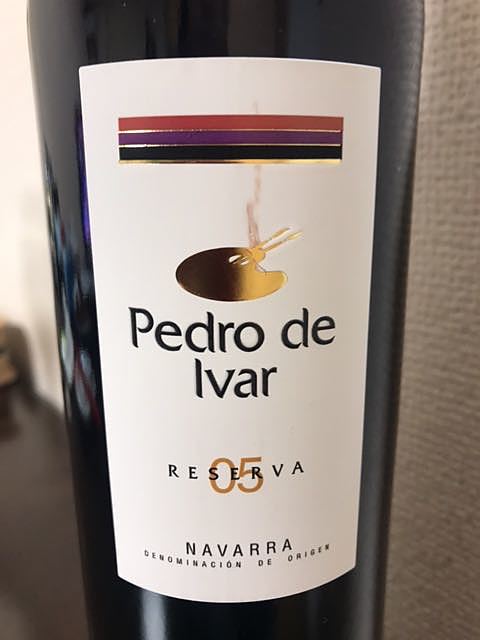 Pedro de
Ivar
RESERVA
05
NAVARRA
DENOMINACIÓN DE ORIGEN